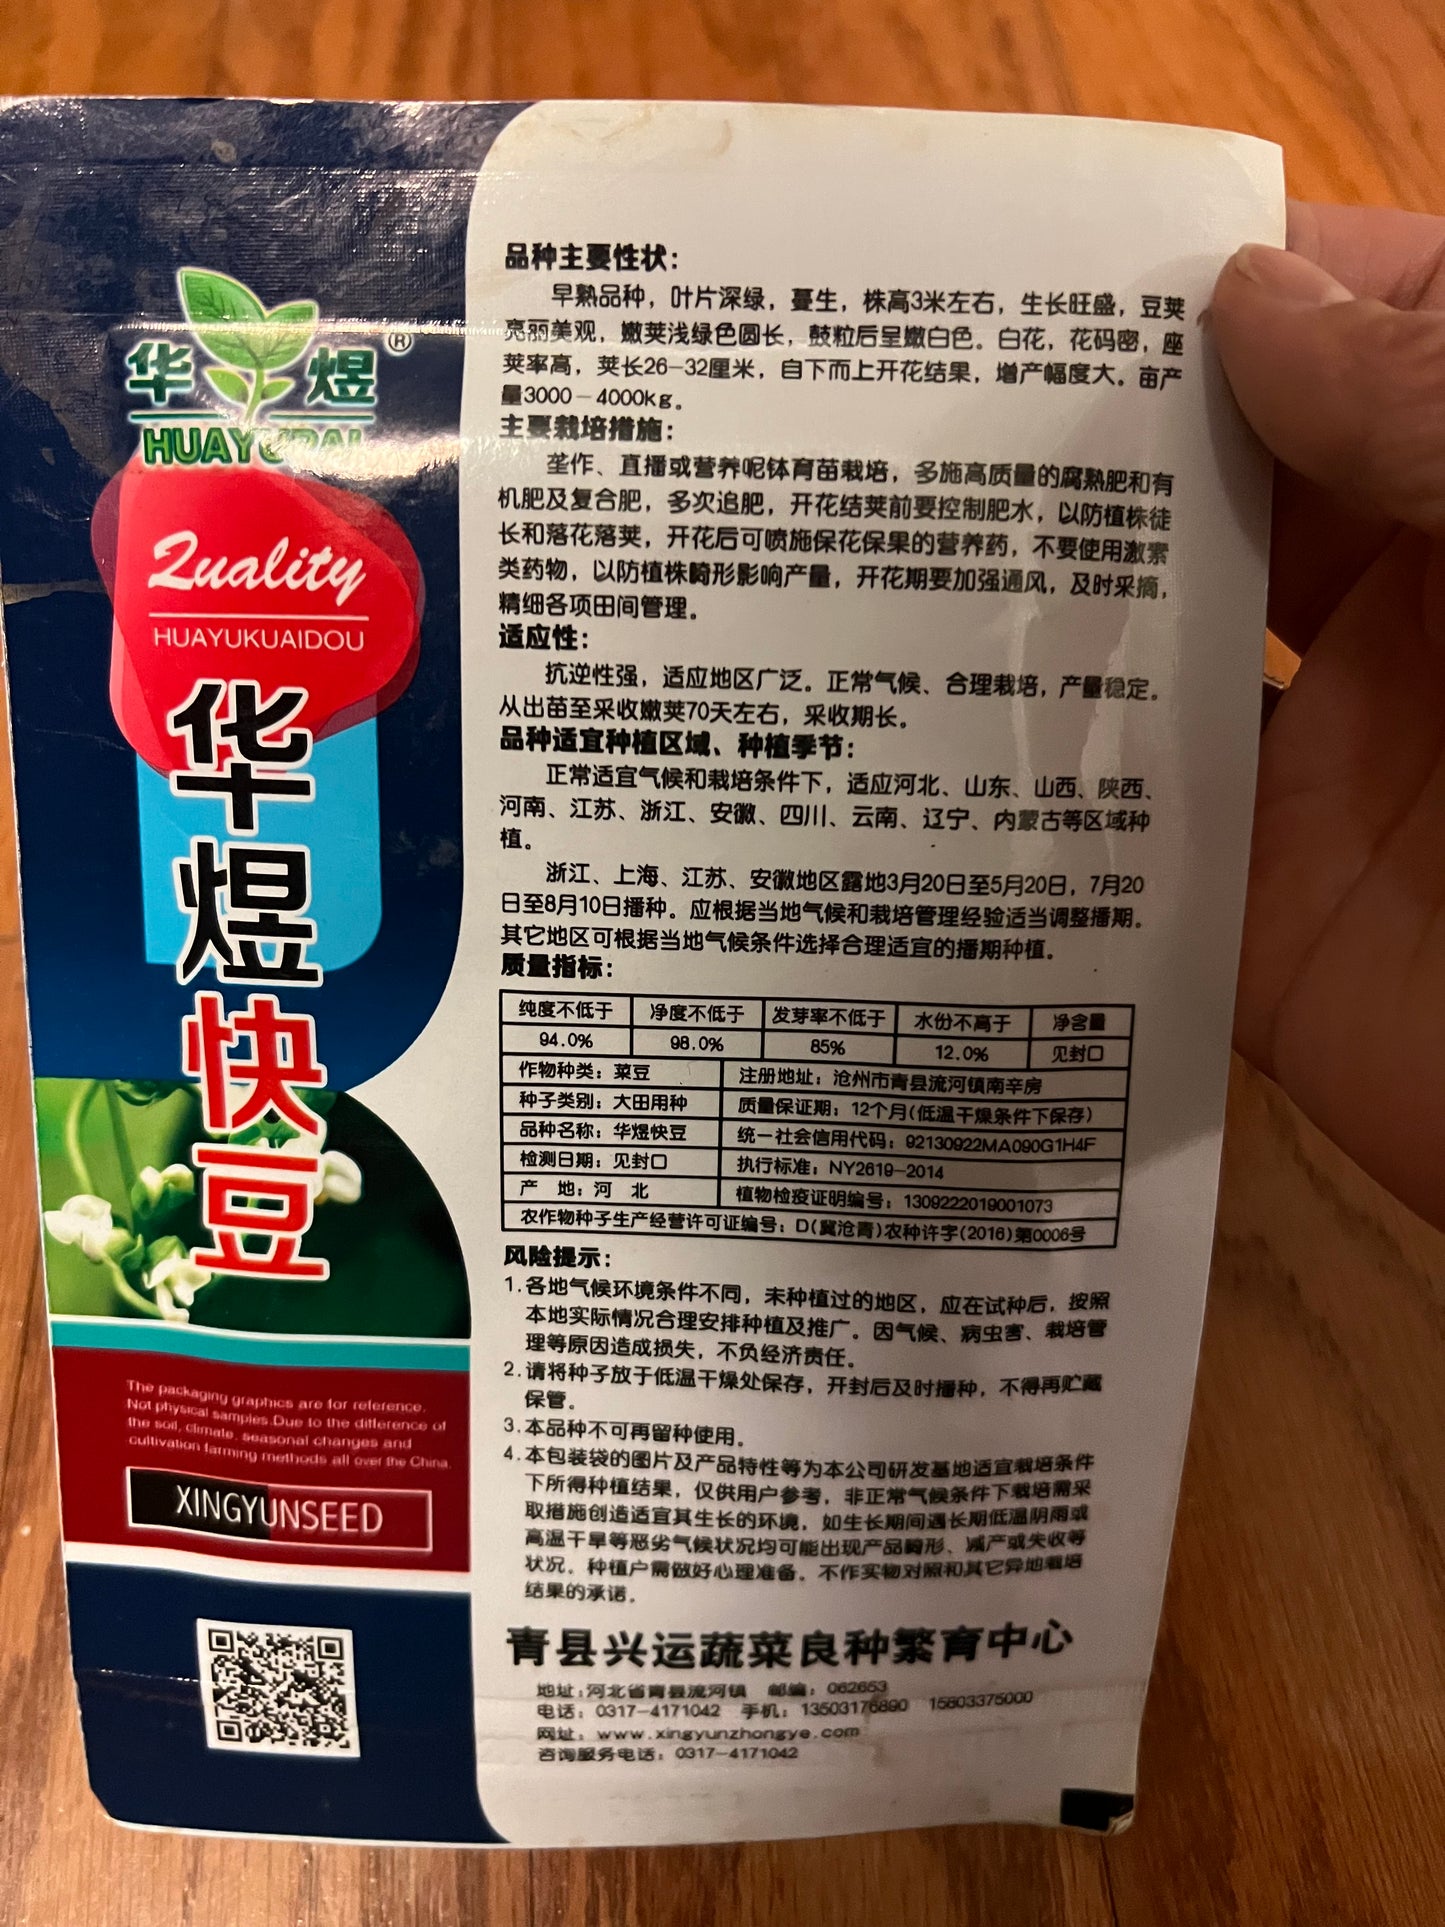 华煜®
HUAYU
Quality
HUAYUKUAIDOU
华煜快豆
The packaging graphics are for reference.
Not physical samples.Due to the difference of
the soil, climate, seasonal changes and
cultivation farming methods all over the China.
XINGYUNSEED
品种主要性状：
早熟品种，叶片深绿，蔓生，株高3米左右，生长旺盛，豆荚
亮丽美观，嫩荚浅绿色圆长，鼓粒后呈嫩白色。白花，花码密，座
荚率高，荚长26-32厘米，自下而上开花结果，增产幅度大。亩产
量3000-4000kg。
主要栽培措施：
垄作、直播或营养呢钵育苗栽培，多施高质量的腐熟肥和有
机肥及复合肥，多次追肥，开花结荚前要控制肥水，以防植株徒
长和落花落荚，开花后可喷施保花保果的营养药，不要使用激素
类药物，以防植株畸形影响产量，开花期要加强通风，及时采摘，
精细各项田间管理。
适应性：
抗逆性强，适应地区广泛。正常气候、合理栽培，产量稳定。
从出苗至采收嫩荚70天左右，采收期长。
品种适宜种植区域、种植季节：
正常适宜气候和栽培条件下，适应河北、山东、山西、陕西、
河南、江苏、浙江、安徽、四川、云南、辽宁、内蒙古等区域种
植。
浙江、上海、江苏、安徽地区露地3月20日至5月20日，7月20
日至8月10日播种。应根据当地气候和栽培管理经验适当调整播期。
其它地区可根据当地气候条件选择合理适宜的播期种植。
质量指标：
纯度不低于 净度不低于 发芽率不低于 水份不高于 净含量
94.0% 98.0% 85% 12.0% 见封口
作物种类：菜豆 注册地址：沧州市青县流河镇南辛房
种子类别：大田用种 质量保证期：12个月(低温干燥条件下保存)
品种名称：华煜快豆 统一社会信用代码：92130922MA090G1H4F
检测日期：见封口 执行标准：NY2619-2014
产 地：河 北 植物检疫证明编号：1309222019001073
农作物种子生产经营许可证编号：D(冀沧青)农种许字(2016)第0006号
风险提示：
1.各地气候环境条件不同，未种植过的地区，应在试种后，按照
本地实际情况合理安排种植及推广。因气候、病虫害、栽培管
理等原因造成损失，不负经济责任。
2.请将种子放于低温干燥处保存，开封后及时播种，不得再贮藏
保管。
3.本品种不可再留种使用。
4.本包装袋的图片及产品特性等为本公司研发基地适宜栽培条件
下所得种植结果，仅供用户参考，非正常气候条件下栽培需采
取措施创造适宜其生长的环境，如生长期间遇长期低温阴雨或
高温干旱等恶劣气候状况均可能出现产品畸形、减产或失收等
状况。种植户需做好心理准备。不作实物对照和其它异地栽培
结果的承诺。
青县兴运蔬菜良种繁育中心
地址：河北省青县流河镇 邮编：062653
电话：0317-4171042 手机：13503176890 15803375000
网址：www.xingyunzhongye.com
咨询服务电话：0317-4171042